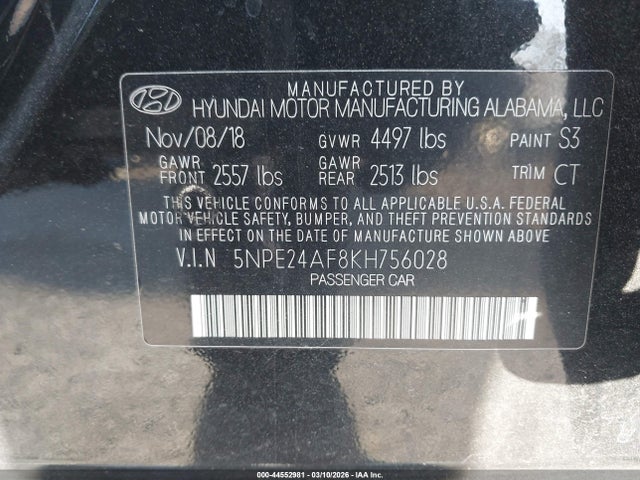 MANUFACTURED BY
HYUNDAI MOTOR MANUFACTURING ALABAMA, LLC
Nov/08/18 GVWR 4497 lbs PAINT S3
GAWR FRONT 2557 lbs GAWR REAR 2513 lbs TRIM CT
THIS VEHICLE CONFORMS TO ALL APPLICABLE U.S.A. FEDERAL
MOTOR VEHICLE SAFETY, BUMPER, AND THEFT PREVENTION STANDARDS
IN EFFECT ON THE DATE OF MANUFACTURE SHOWN ABOVE.
V.I.N 5NPE24AF8KH756028
PASSENGER CAR
000-44552981 - 03/10/2026 - IAA Inc.